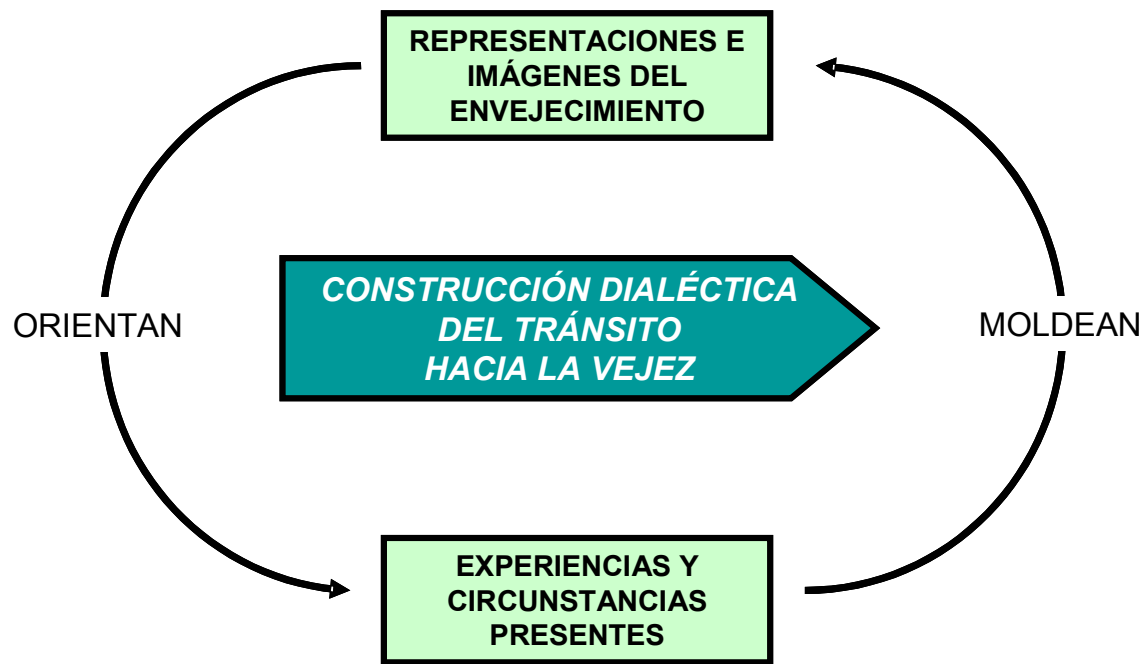 REPRESENTACIONES E
IMÁGENES DEL
ENVEJECIMIENTO
CONSTRUCCIÓN DIALÉCTICA
DEL TRÁNSITO
HACIA LA VEJEZ
ORIENTAN
MOLDEAN
EXPERIENCIAS Y
CIRCUNSTANCIAS
PRESENTES